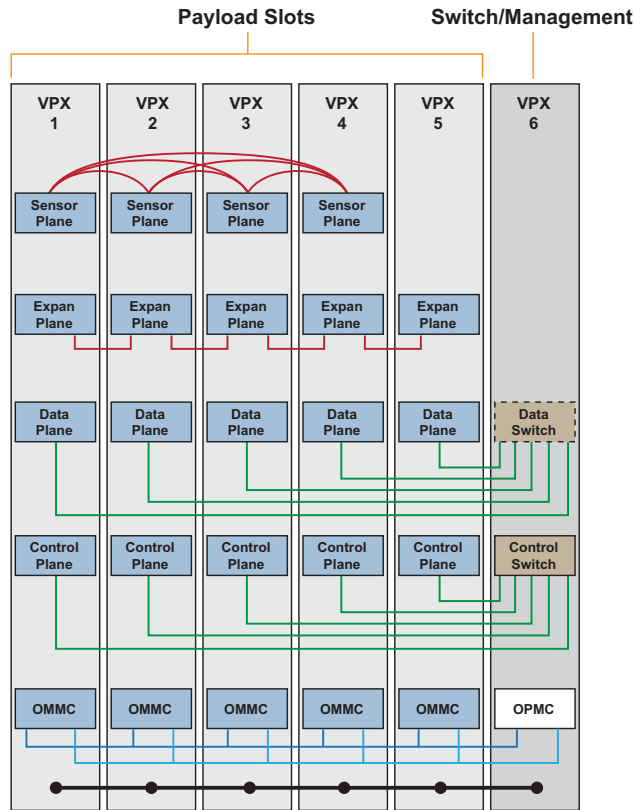 Payload Slots Switch/Management
VPX VPX VPX VPX VPX VPX
1 2 3 4 5 6
Sensor Sensor Sensor Sensor
Plane Plane Plane Plane
Expan Expan Expan Expan Expan
Plane Plane Plane Plane Plane
Data Data Data Data Data Data
Plane Plane Plane Plane Plane Switch
Control Control Control Control Control Control
Plane Plane Plane Plane Plane Switch
OMMC OMMC OMMC OMMC OMMC OPMC